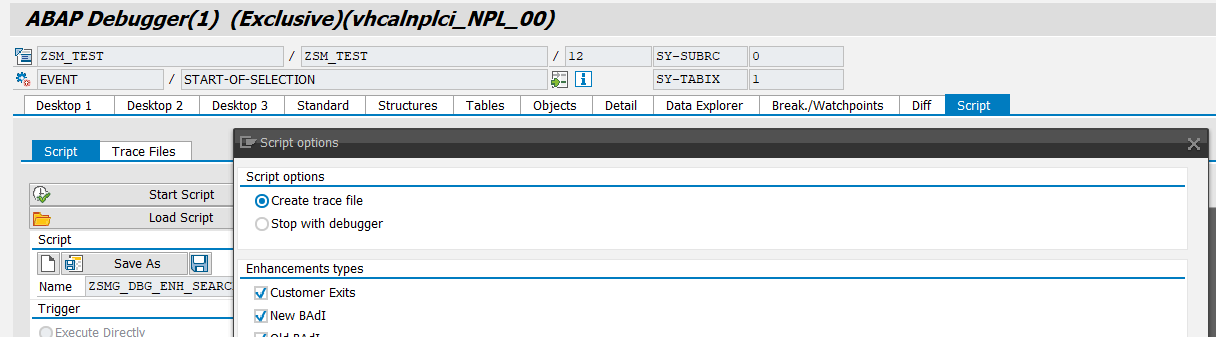 ABAP Debugger(1) (Exclusive)(vhcalnplci_NPL_00)
ZSM_TEST / ZSM_TEST / 12 SY-SUBRC 0
EVENT / START-OF-SELECTION SY-TABIX 1
Desktop 1 Desktop 2 Desktop 3 Standard Structures Tables Objects Detail Data Explorer Break./Watchpoints Diff Script
Script Trace Files
Script options
Script options
Create trace file
Stop with debugger
Enhancements types
Customer Exits
New BAdI
Old BAdI
Start Script
Load Script
Script
Save As
Name ZSMG_DBG_ENH_SEARC
Trigger
Execute Directly